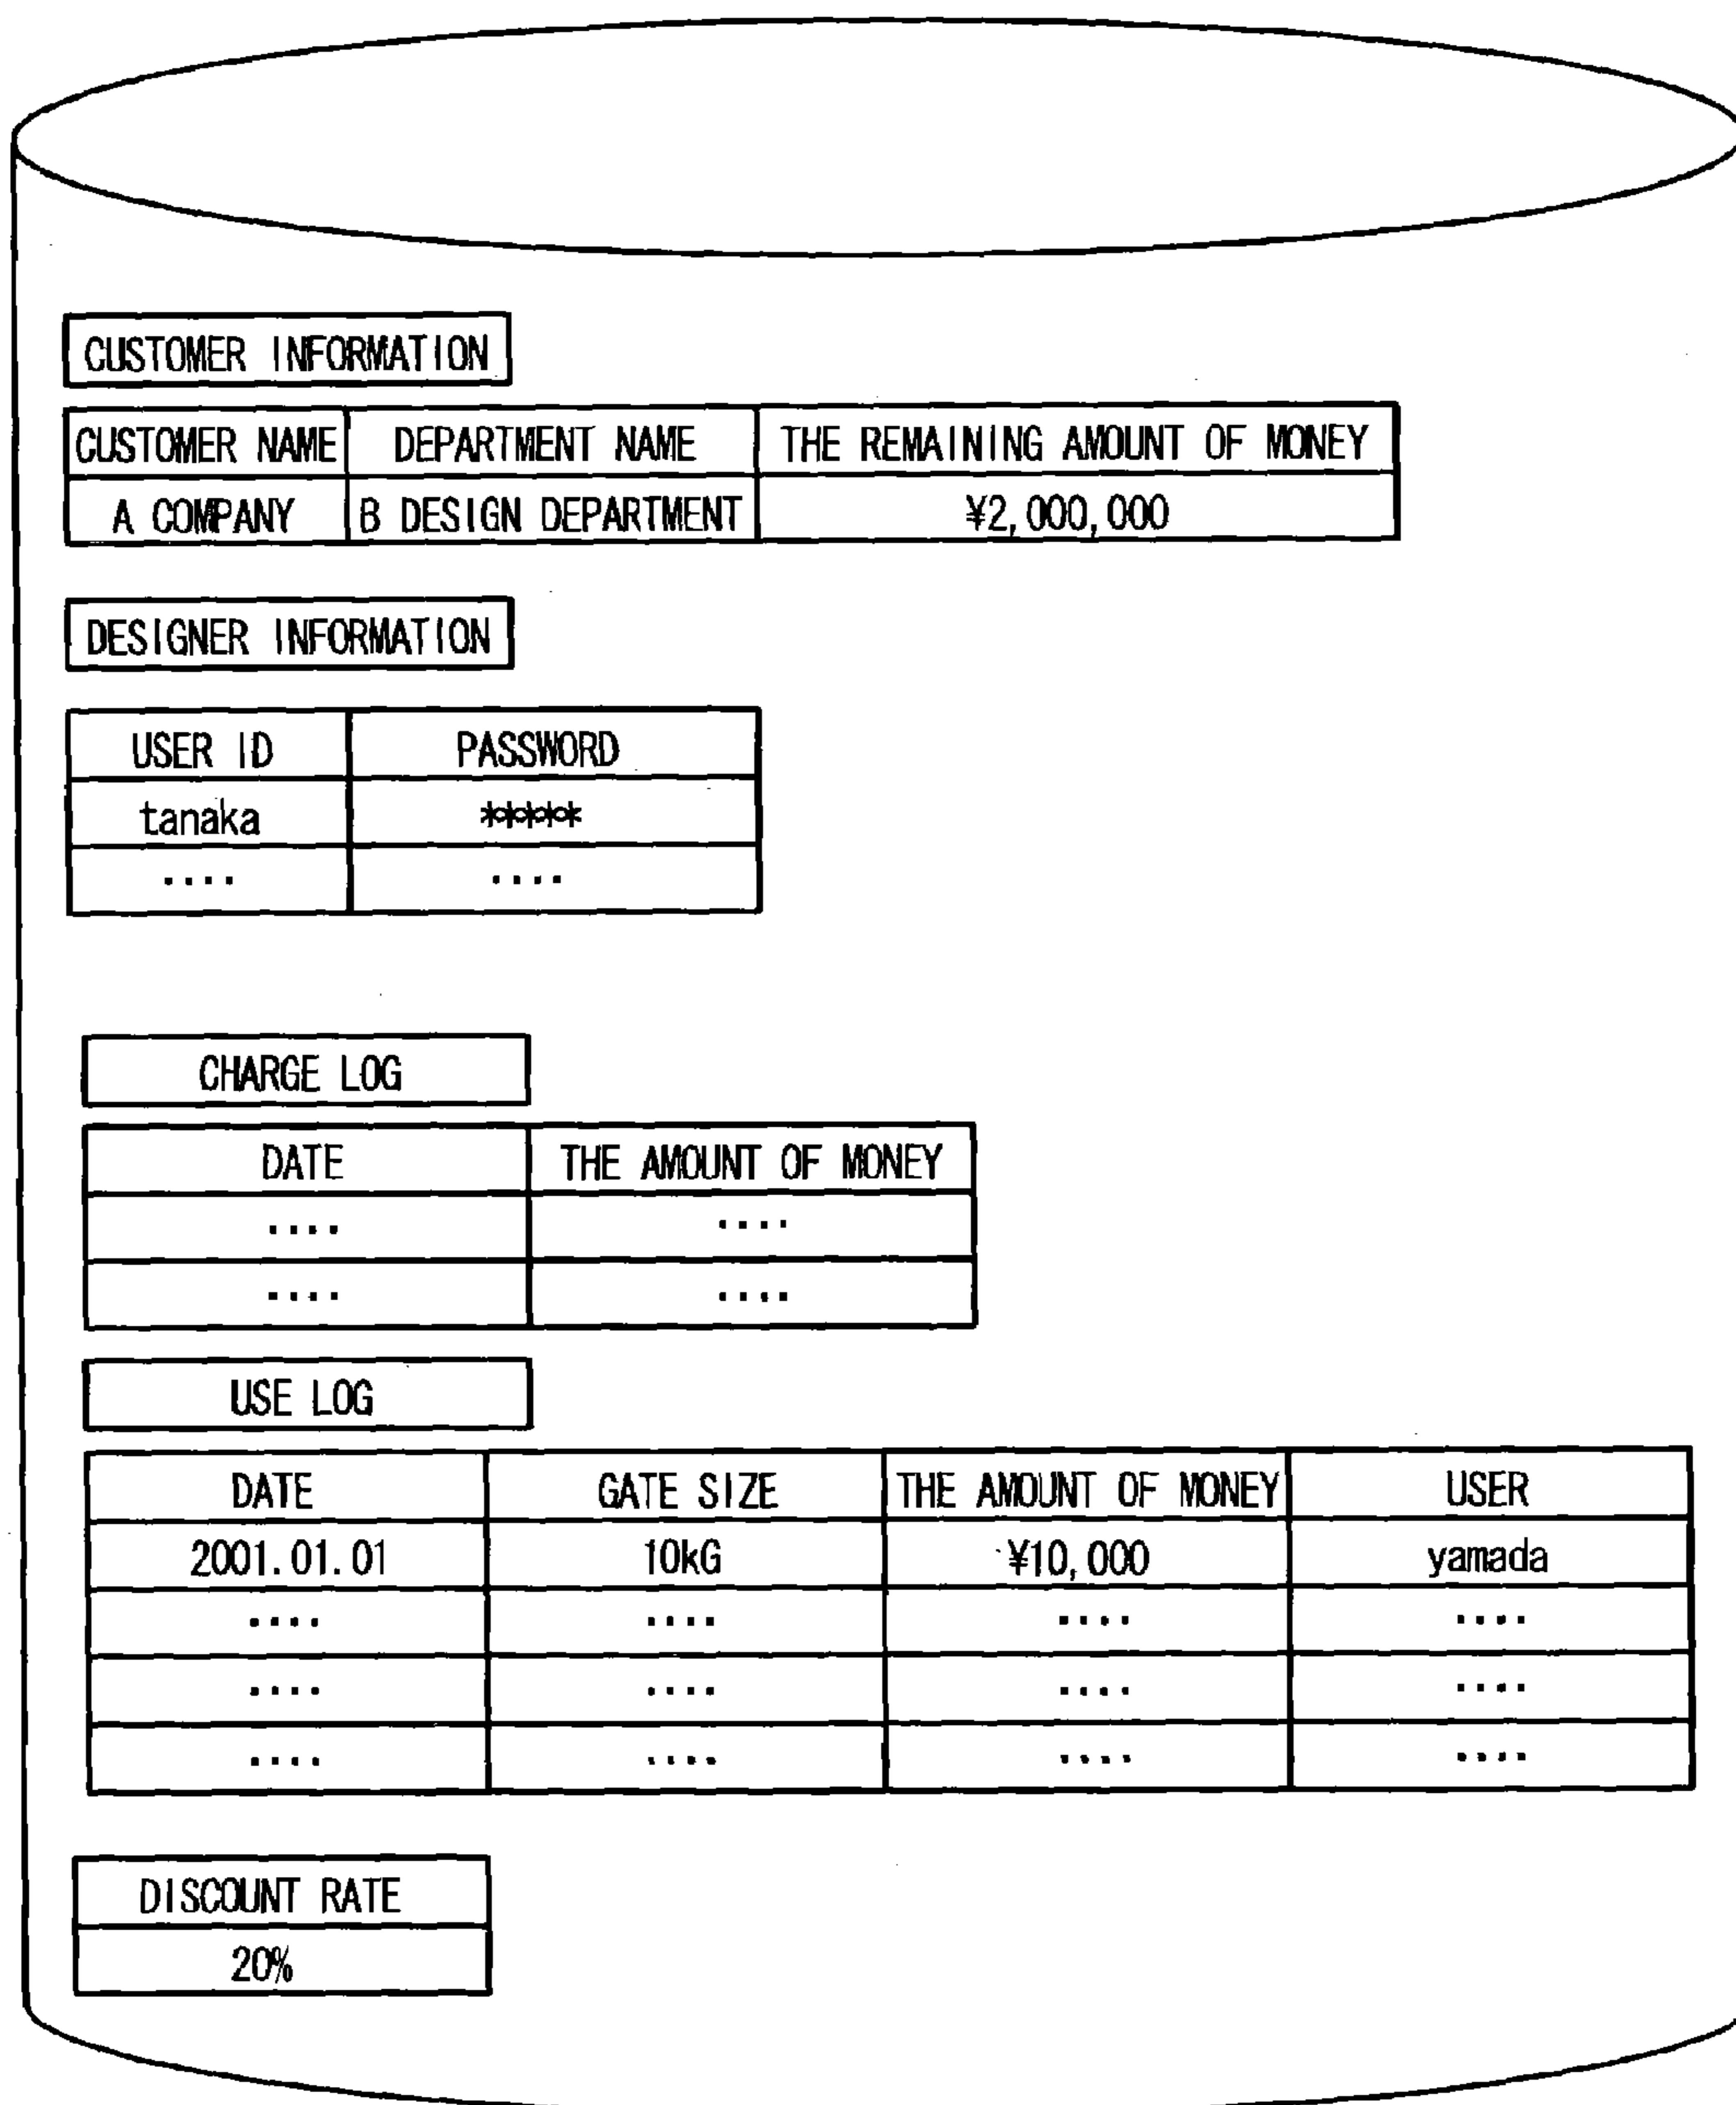 CUSTOMER INFORMATION
CUSTOMER NAME DEPARTMENT NAME THE REMAINING AMOUNT OF MONEY
A COMPANY B DESIGN DEPARTMENT ¥2,000,000
DESIGNER INFORMATION
USER ID PASSWORD
tanaka *****
.... ....
CHARGE LOG
DATE THE AMOUNT OF MONEY
.... ....
.... ....
USE LOG
DATE GATE SIZE THE AMOUNT OF MONEY USER
2001.01.01 10kG ¥10,000 yamada
.... .... .... ....
.... .... .... ....
.... .... .... ....
DISCOUNT RATE
20%